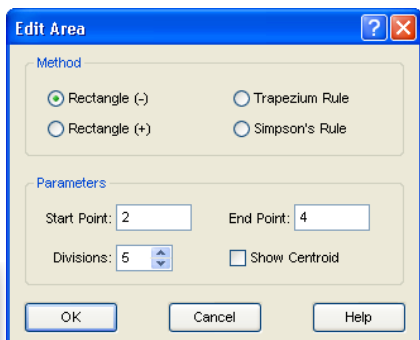 Edit Area
Method
Rectangle (-) Trapezium Rule
Rectangle (+) Simpson's Rule
Parameters
Start Point: 2 End Point: 4
Divisions: 5 Show Centroid
OK Cancel Help